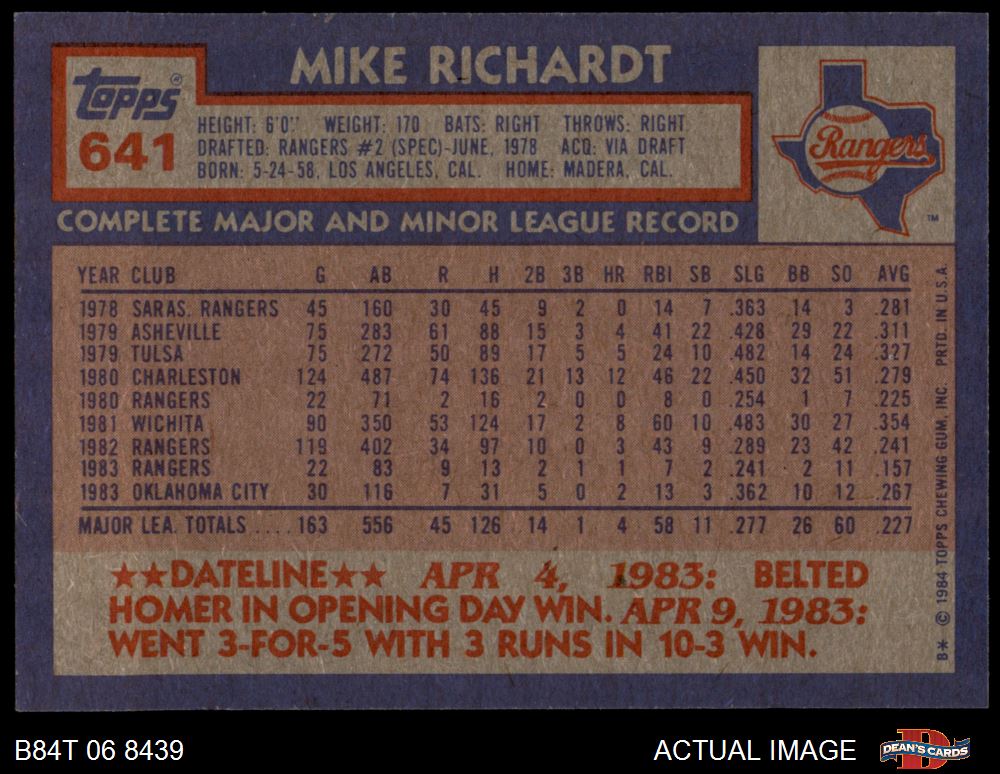 MIKE RICHARDT
Topps®
641
HEIGHT: 6'0" WEIGHT: 170 BATS: RIGHT THROWS: RIGHT
DRAFTED: RANGERS #2 (SPEC)-JUNE, 1978 ACQ: VIA DRAFT
BORN: 5-24-58, LOS ANGELES, CAL. HOME: MADERA, CAL.
Rangers
TM
COMPLETE MAJOR AND MINOR LEAGUE RECORD
YEAR CLUB G AB R H 2B 3B HR RBI SB SLG BB SO AVG
1978 SARAS. RANGERS 45 160 30 45 9 2 0 14 7 .363 14 3 .281
1979 ASHEVILLE 75 283 61 88 15 3 4 41 22 .428 29 22 .311
1979 TULSA 75 272 50 89 17 5 5 24 10 .482 14 24 .327
1980 CHARLESTON 124 487 74 136 21 13 12 46 22 .450 32 51 .279
1980 RANGERS 22 71 2 16 2 0 0 8 0 .254 1 7 .225
1981 WICHITA 90 350 53 124 17 2 8 60 10 .483 30 27 .354
1982 RANGERS 119 402 34 97 10 0 3 43 9 .289 23 42 .241
1983 RANGERS 22 83 9 13 2 1 1 7 2 .241 2 11 .157
1983 OKLAHOMA CITY 30 116 7 31 5 0 2 13 3 .362 10 12 .267
MAJOR LEA. TOTALS .... 163 556 45 126 14 1 4 58 11 .277 26 60 .227
★★DATELINE★★ APR 4, 1983: BELTED
HOMER IN OPENING DAY WIN. APR 9, 1983:
WENT 3-FOR-5 WITH 3 RUNS IN 10-3 WIN.
B* © 1984 TOPPS CHEWING GUM, INC. PRTD. IN U.S.A.
B84T 06 8439
ACTUAL IMAGE
DEAN'S CARDS